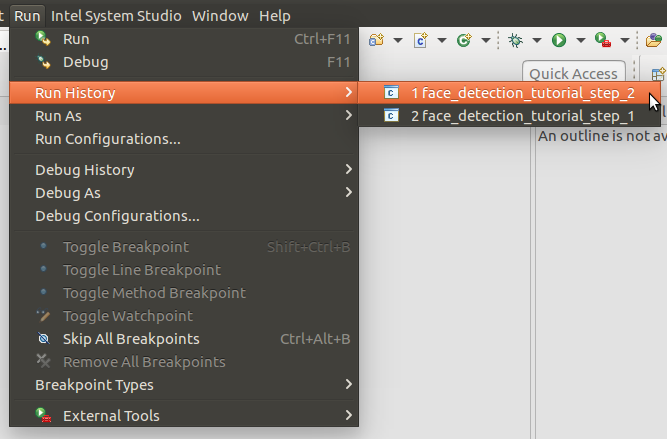 Run Intel System Studio Window Help
Run Ctrl+F11
Debug F11
Quick Access
Run History
1 face_detection_tutorial_step_2
Run As
2 face_detection_tutorial_step_1
Run Configurations...
An outline is not av
Debug History
Debug As
Debug Configurations...
Toggle Breakpoint Shift+Ctrl+B
Toggle Line Breakpoint
Toggle Method Breakpoint
Toggle Watchpoint
Skip All Breakpoints Ctrl+Alt+B
Remove All Breakpoints
Breakpoint Types
External Tools